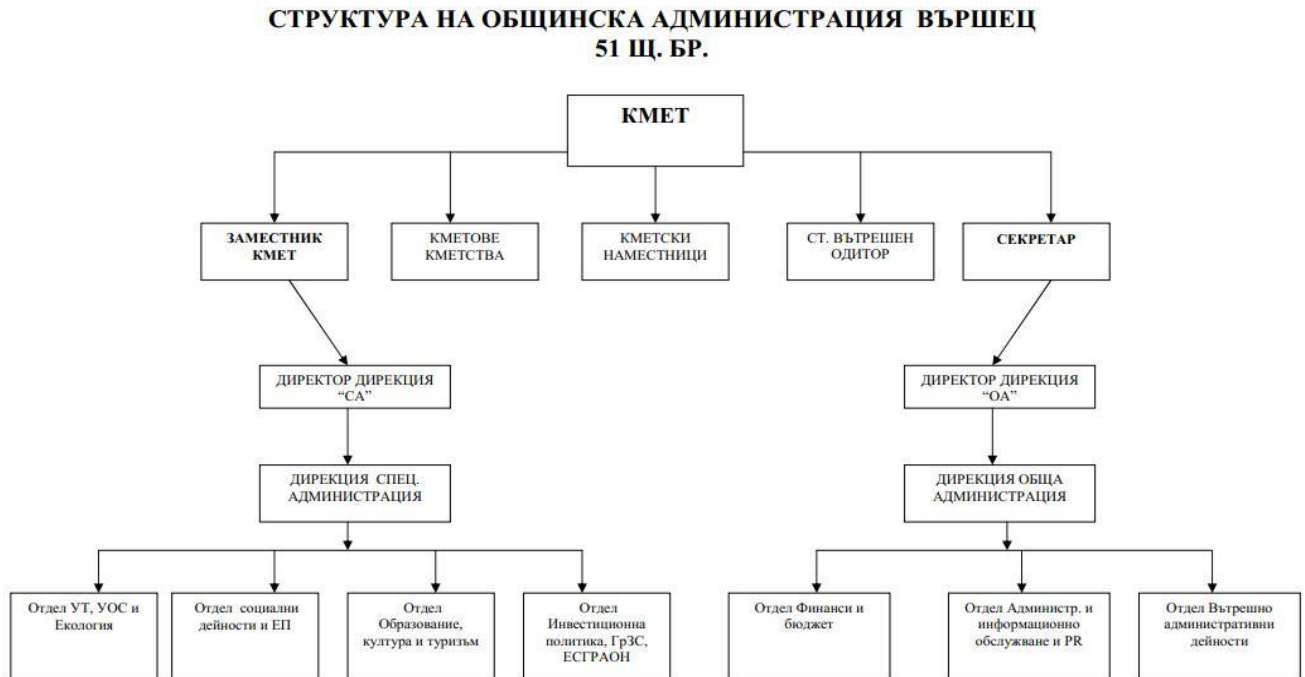 СТРУКТУРА НА ОБЩИНСКА АДМИНИСТРАЦИЯ ВЪРШЕЦ
51 Щ. БР.
КМЕТ
ЗАМЕСТНИК
КМЕТ
КМЕТОВЕ
КМЕТСТВА
КМЕТСКИ
НАМЕСТНИЦИ
СТ. ВЪТРЕШЕН
ОДИТОР
СЕКРЕТАР
ДИРЕКТОР ДИРЕКЦИЯ
“СА”
ДИРЕКТОР ДИРЕКЦИЯ
“ОА”
ДИРЕКЦИЯ СПЕЦ.
АДМИНИСТРАЦИЯ
ДИРЕКЦИЯ ОБЩА
АДМИНИСТРАЦИЯ
Отдел УТ, УОС и
Екология
Отдел социални
дейности и ЕП
Отдел
Образование,
култура и туризъм
Отдел
Инвестиционна
политика, ГрЗС,
ЕСГРАОН
Отдел Финанси и
бюджет
Отдел Администр. и
информационно
обслужване и PR
Отдел Вътрешно
административни
дейности